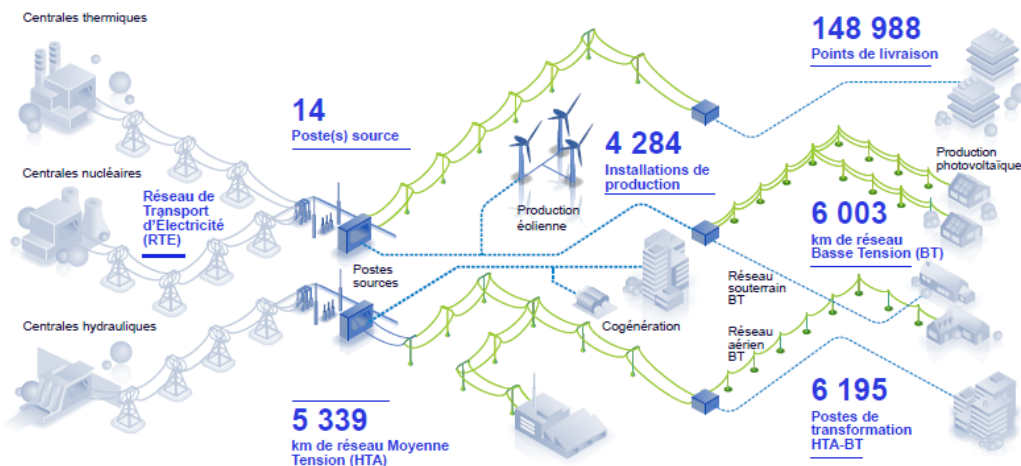 Centrales thermiques
148 988
Points de livraison
14
Poste(s) source
4 284
Installations de
production
Production
photovoltaïque
Centrales nucléaires
Réseau de
Transport
d'Électricité
(RTE)
Production
éolienne
6 003
km de réseau
Basse Tension (BT)
Postes
sources
Réseau
souterrain
BT
Centrales hydrauliques
Cogénération
Réseau
aérien
BT
5 339
km de réseau Moyenne
Tension (HTA)
6 195
Postes de
transformation
HTA-BT